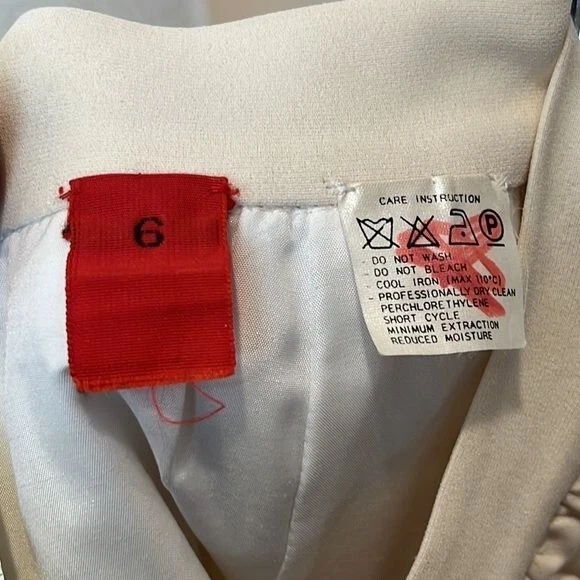 6
CARE INSTRUCTION
P
- DO NOT WASH
- DO NOT BLEACH
- COOL IRON (MAX 110°C)
- PROFESSIONALLY DRY CLEAN
PERCHLORETHYLENE
SHORT CYCLE
MINIMUM EXTRACTION
REDUCED MOISTURE